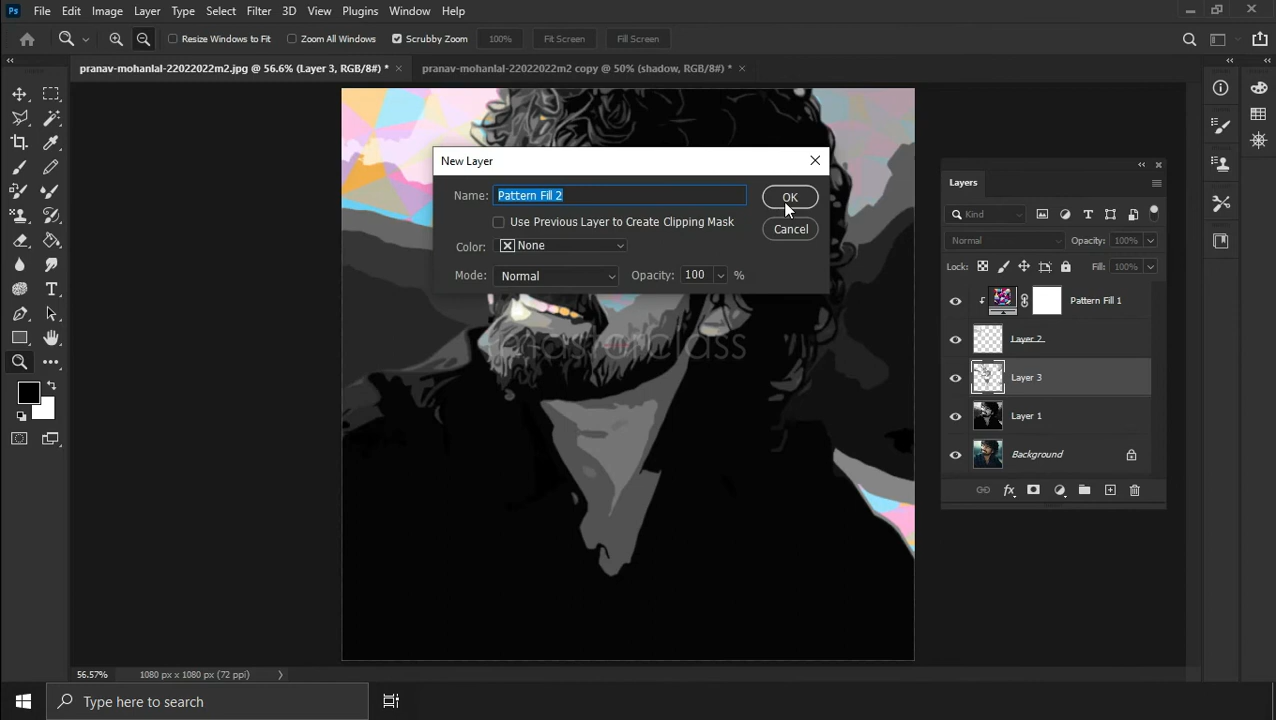 Ps File Edit Image Layer Type Select Filter 3D View Plugins Window Help
Resize Windows to Fit Zoom All Windows Scrubby Zoom 100% Fit Screen Fill Screen
pranav-mohanlal-22022022m2.jpg @ 56.6% (Layer 3, RGB/8#) * × pranav-mohanlal-22022022m2 copy @ 50% (shadow, RGB/8#) * ×
New Layer
Name: Pattern Fill 2 OK
Use Previous Layer to Create Clipping Mask Cancel
Color: None
Mode: Normal Opacity: 100 %
masterclass
Layers
Kind
Normal Opacity: 100%
Lock: Fill: 100%
Pattern Fill 1
Layer 2
Layer 3
Layer 1
Background
fx
56.57% 1080 px x 1080 px (72 ppi)
Type here to search